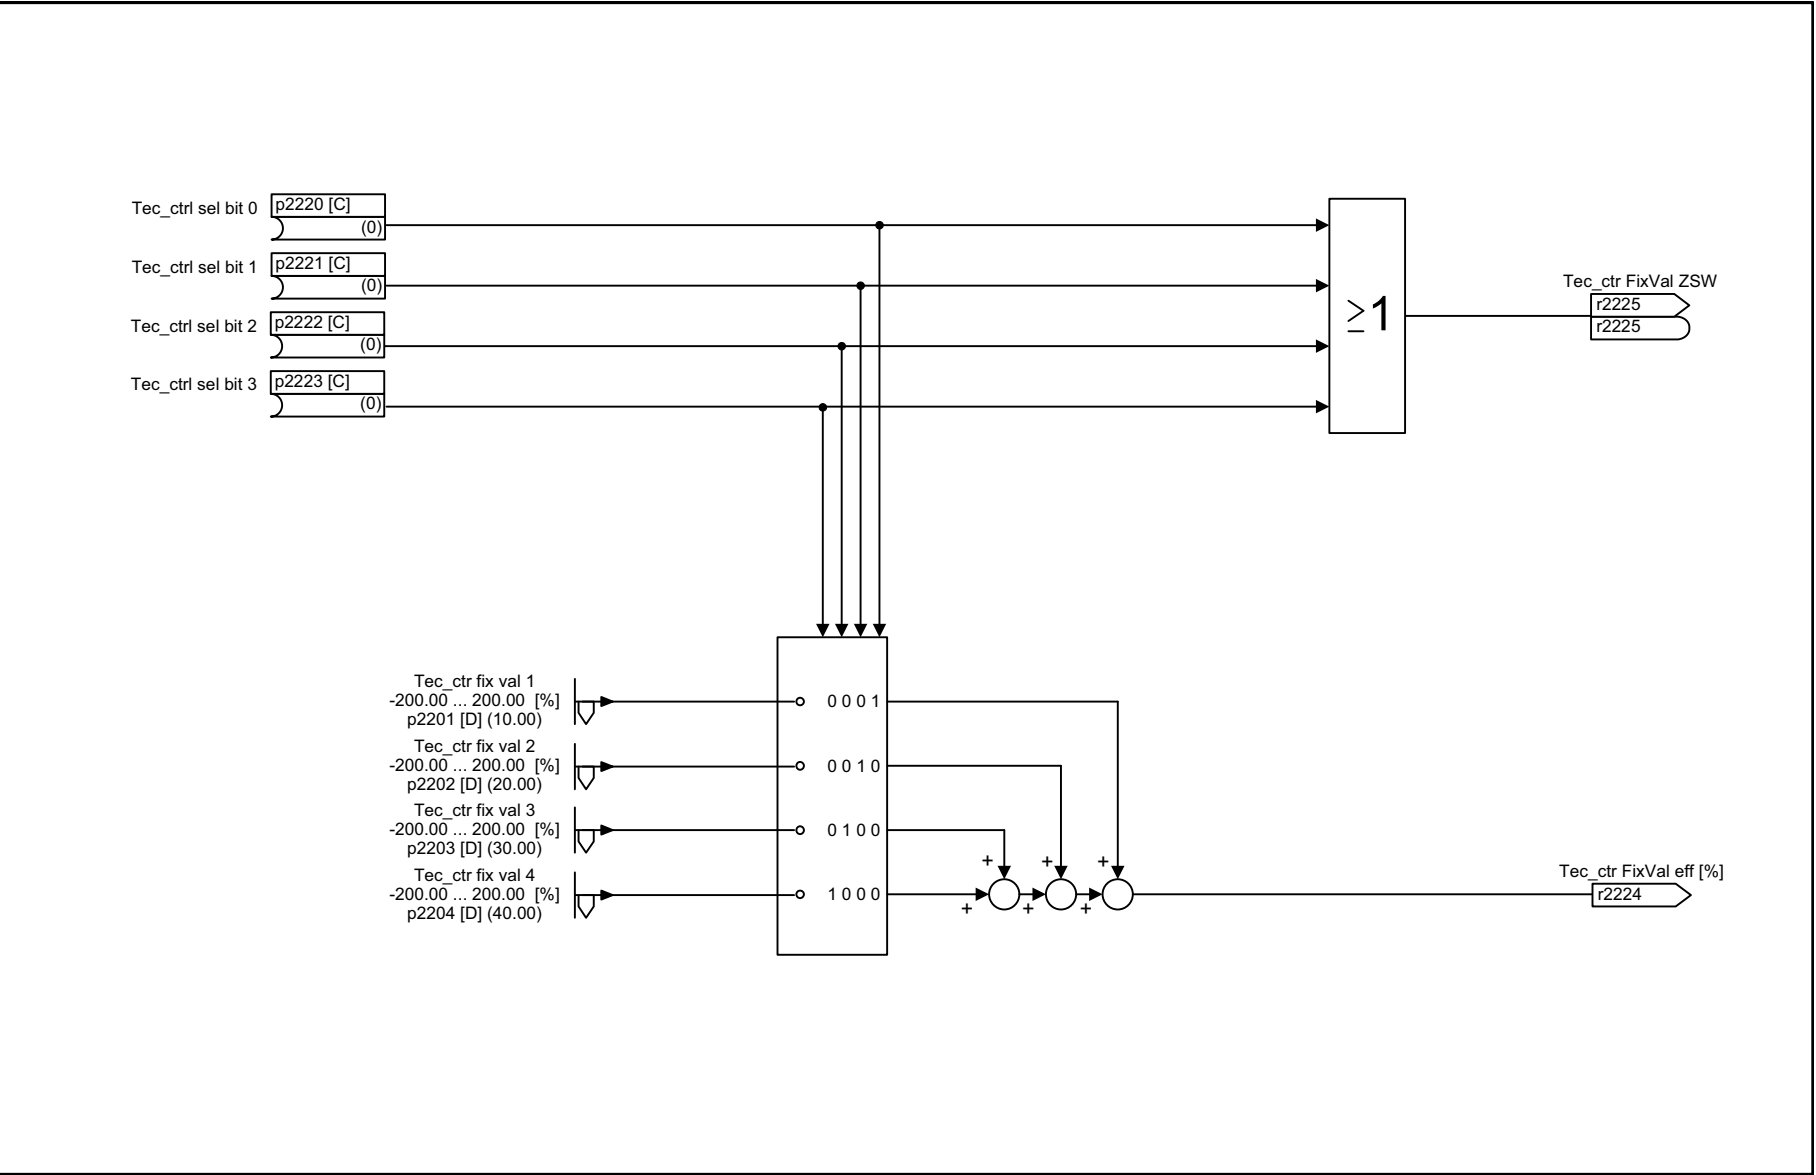 Tec_ctrl sel bit 0
p2220 [C]
(0)
Tec_ctrl sel bit 1
p2221 [C]
(0)
Tec_ctrl sel bit 2
p2222 [C]
(0)
Tec_ctrl sel bit 3
p2223 [C]
(0)
≥1
Tec_ctr FixVal ZSW
r2225
r2225
Tec_ctr fix val 1
-200.00 ... 200.00 [%]
p2201 [D] (10.00)
0 0 0 1
Tec_ctr fix val 2
-200.00 ... 200.00 [%]
p2202 [D] (20.00)
0 0 1 0
Tec_ctr fix val 3
-200.00 ... 200.00 [%]
p2203 [D] (30.00)
0 1 0 0
Tec_ctr fix val 4
-200.00 ... 200.00 [%]
p2204 [D] (40.00)
1 0 0 0
+ + +
+ + +
Tec_ctr FixVal eff [%]
r2224